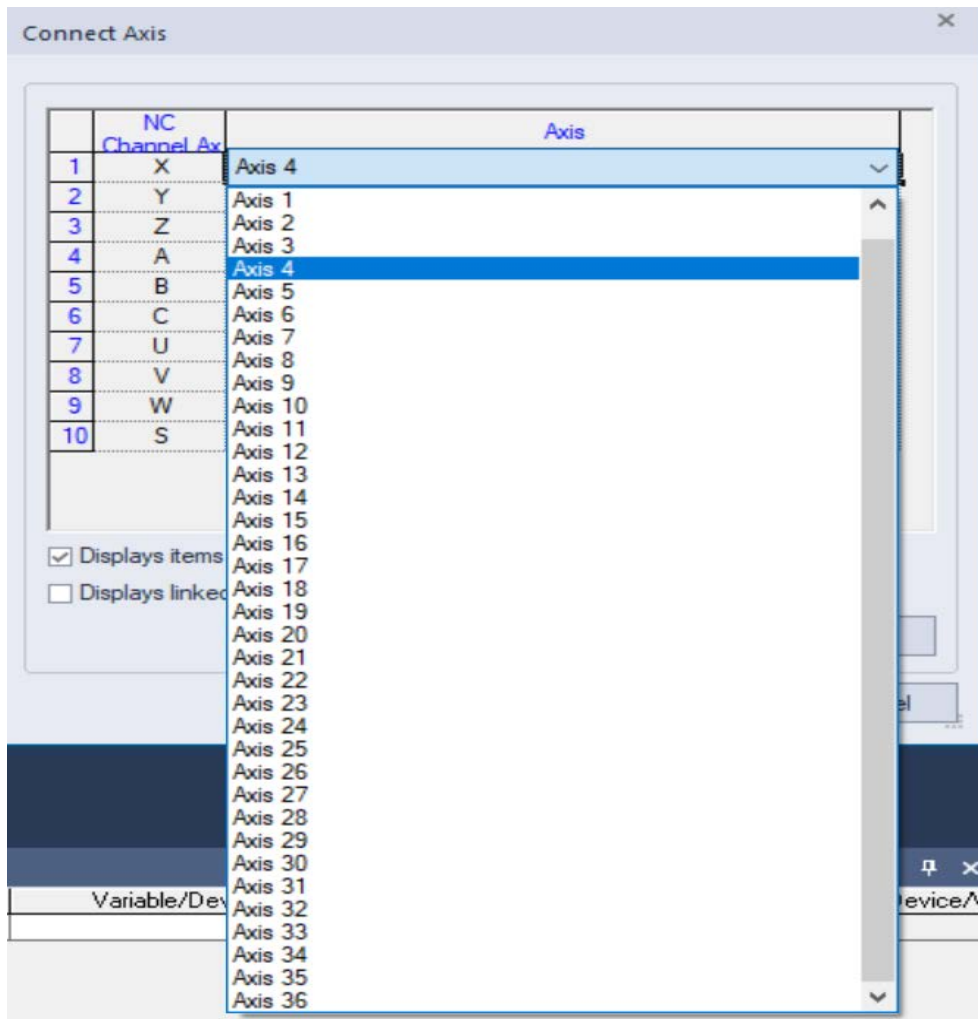 Connect Axis
NC
Channel Ax
Axis
1 X Axis 4
2 Y
3 Z
4 A
5 B
6 C
7 U
8 V
9 W
10 S
Axis 1
Axis 2
Axis 3
Axis 4
Axis 5
Axis 6
Axis 7
Axis 8
Axis 9
Axis 10
Axis 11
Axis 12
Axis 13
Axis 14
Axis 15
Axis 16
Axis 17
Axis 18
Axis 19
Axis 20
Axis 21
Axis 22
Axis 23
Axis 24
Axis 25
Axis 26
Axis 27
Axis 28
Axis 29
Axis 30
Axis 31
Axis 32
Axis 33
Axis 34
Axis 35
Axis 36
Displays items
Displays linked
el
Variable/Dev
evice/V